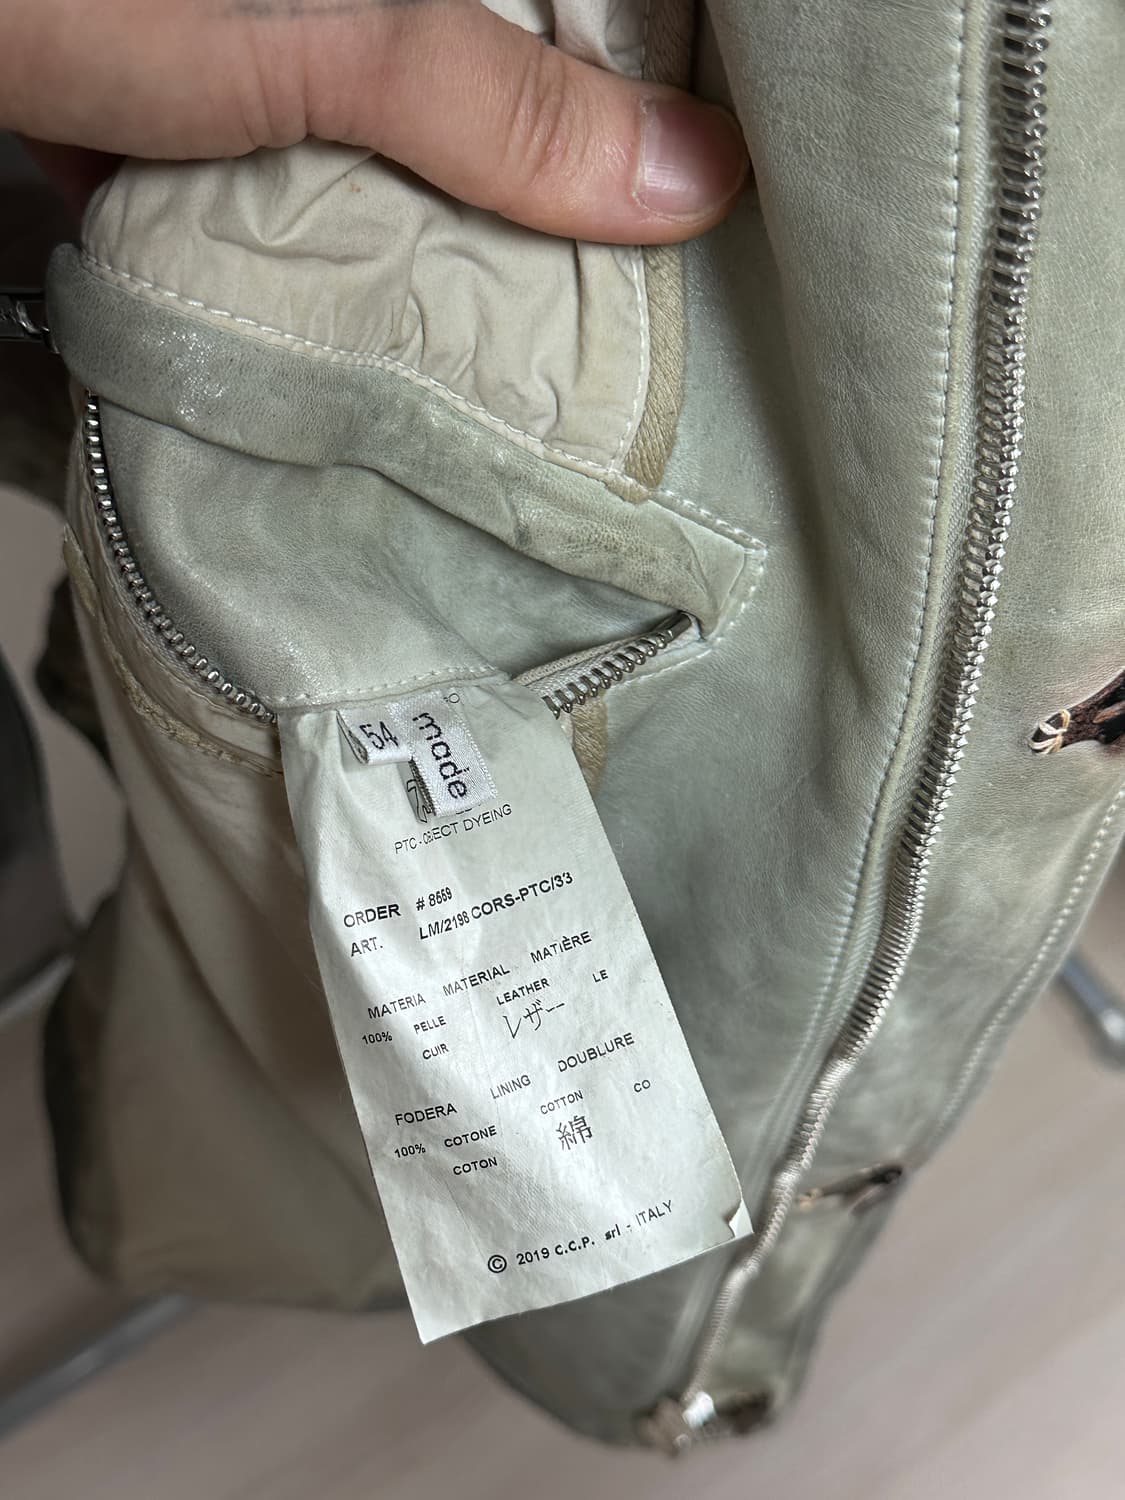 54
made
PTC - OBJECT DYEING
ORDER # 8659
ART. LM/2198 CORS-PTC/33
MATERIA MATERIAL MATIÈRE
100% PELLE LEATHER LE
CUIR レザー
FODERA LINING DOUBLURE
100% COTONE COTTON CO
COTON 綿
© 2019 C.C.P. srl - ITALY